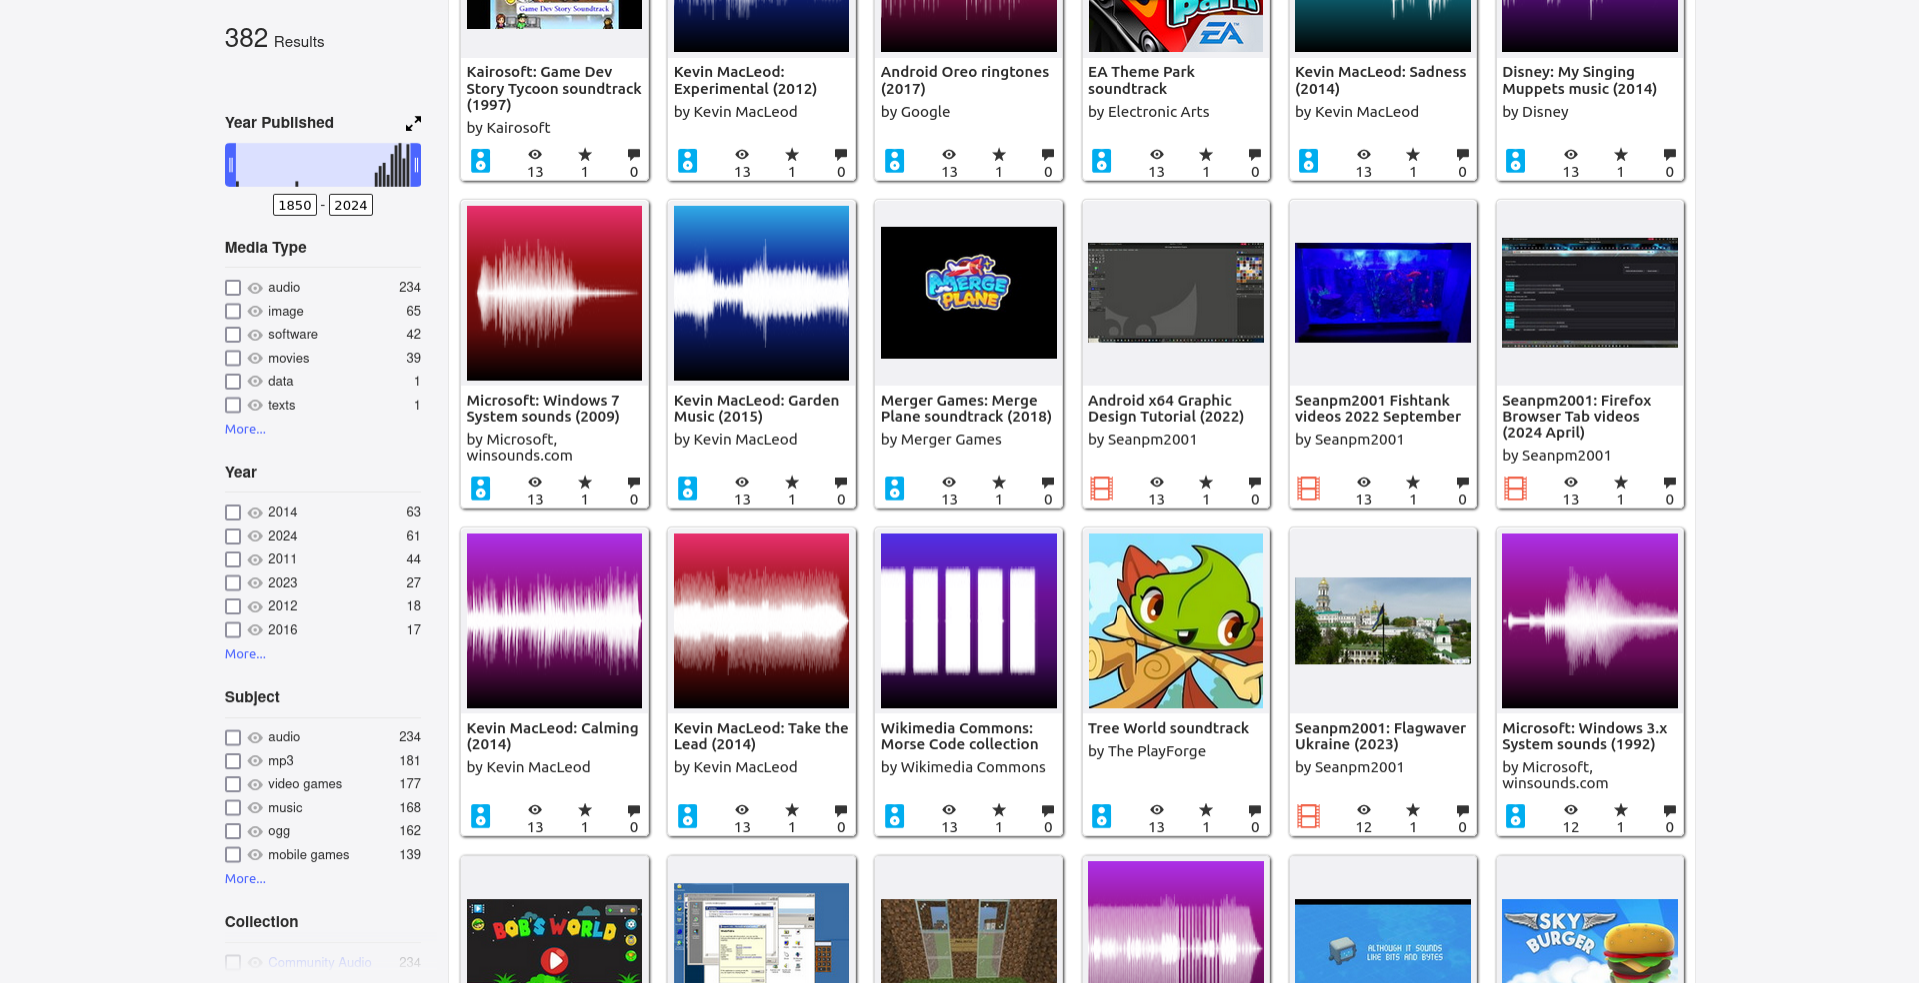 382 Results
Year Published
1850 - 2024
Media Type
audio 234
image 65
software 42
movies 39
data 1
texts 1
More...
Year
2014 63
2024 61
2011 44
2023 27
2012 18
2016 17
More...
Subject
audio 234
mp3 181
video games 177
music 168
ogg 162
mobile games 139
More...
Collection
Community Audio 234
Game Dev Story Soundtrack
Kairosoft: Game Dev
Story Tycoon soundtrack
(1997)
by Kairosoft
13 1 0
Kevin MacLeod:
Experimental (2012)
by Kevin MacLeod
13 1 0
Android Oreo ringtones
(2017)
by Google
13 1 0
Park
EA
EA Theme Park
soundtrack
by Electronic Arts
13 1 0
Kevin MacLeod: Sadness
(2014)
by Kevin MacLeod
13 1 0
Disney: My Singing
Muppets music (2014)
by Disney
13 1 0
Microsoft: Windows 7
System sounds (2009)
by Microsoft,
winsounds.com
13 1 0
Kevin MacLeod: Garden
Music (2015)
by Kevin MacLeod
13 1 0
MERGE
PLANE
Merger Games: Merge
Plane soundtrack (2018)
by Merger Games
13 1 0
Android x64 Graphic
Design Tutorial (2022)
by Seanpm2001
13 1 0
Seanpm2001 Fishtank
videos 2022 September
by Seanpm2001
13 1 0
Seanpm2001: Firefox
Browser Tab videos
(2024 April)
by Seanpm2001
13 1 0
Kevin MacLeod: Calming
(2014)
by Kevin MacLeod
13 1 0
Kevin MacLeod: Take the
Lead (2014)
by Kevin MacLeod
13 1 0
Wikimedia Commons:
Morse Code collection
by Wikimedia Commons
13 1 0
Tree World soundtrack
by The PlayForge
13 1 0
Seanpm2001: Flagwaver
Ukraine (2023)
by Seanpm2001
12 1 0
Microsoft: Windows 3.x
System sounds (1992)
by Microsoft,
winsounds.com
12 1 0
BOB'S WORLD
ALTHOUGH IT SOUNDS
LIKE BITS AND BYTES
SKY
BURGER